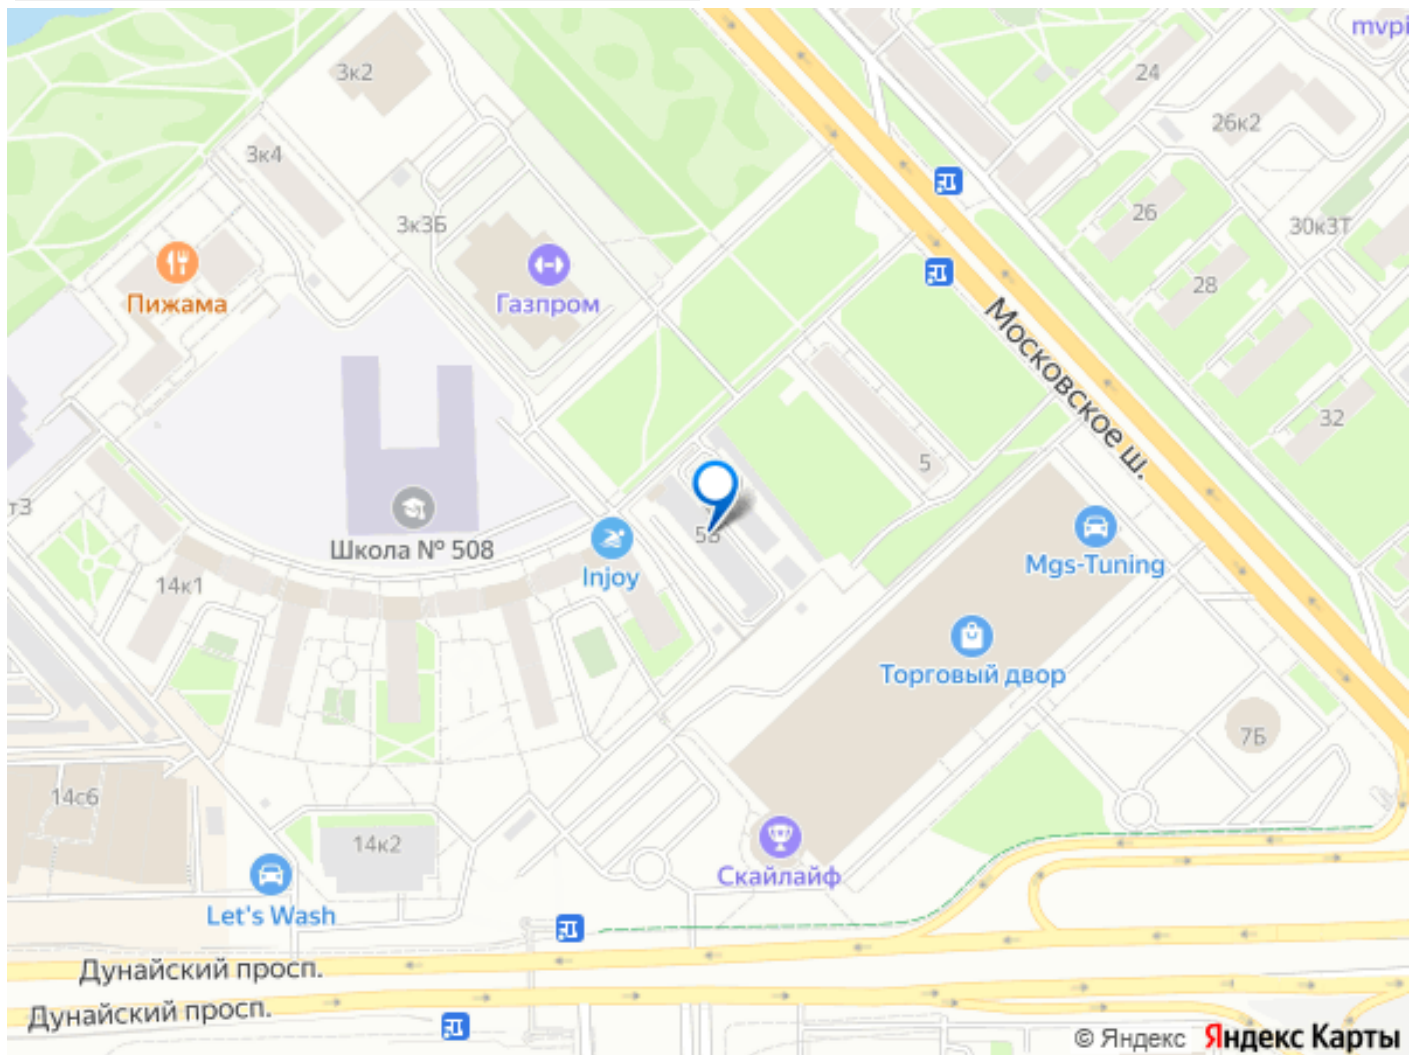 mvpi
3к2
24
26к2
3к4
26
3к3Б
30к3Т
Пижама
Газпром
28
Московское ш.
32
5
т3
Школа № 508
Injoy
Mgs-Tuning
14к1
Торговый двор
7Б
14с6
14к2
Скайлайф
Let's Wash
Дунайский просп.
Дунайский просп.
© Яндекс Яндекс Карты